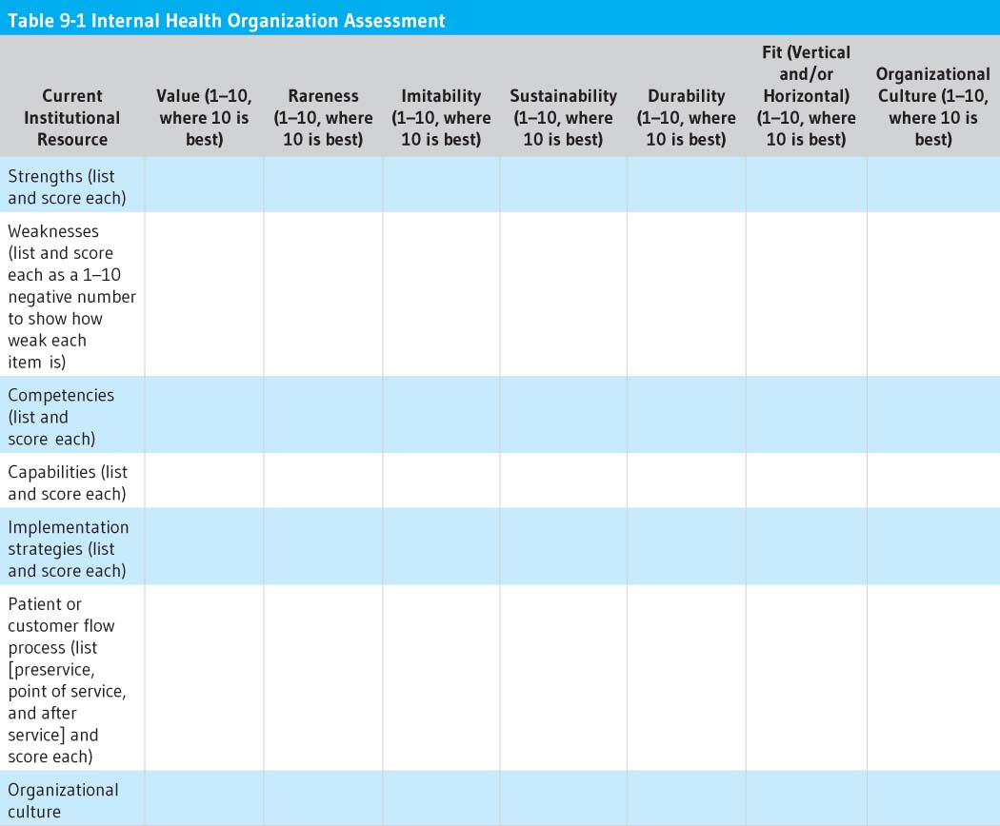 Table 9-1 Internal Health Organization Assessment
Current
Institutional
Resource
Value (1–10,
where 10 is
best)
Rareness
(1–10, where
10 is best)
Imitability
(1–10, where
10 is best)
Sustainability
(1–10, where
10 is best)
Durability
(1–10, where
10 is best)
Fit (Vertical
and/or
Horizontal)
(1–10, where
10 is best)
Organizational
Culture (1–10,
where 10 is
best)
Strengths (list
and score each)
Weaknesses
(list and score
each as a 1–10
negative number
to show how
weak each
item is)
Competencies
(list and
score each)
Capabilities (list
and score each)
Implementation
strategies (list
and score each)
Patient or
customer flow
process (list
[preservice,
point of service,
and after
service] and
score each)
Organizational
culture